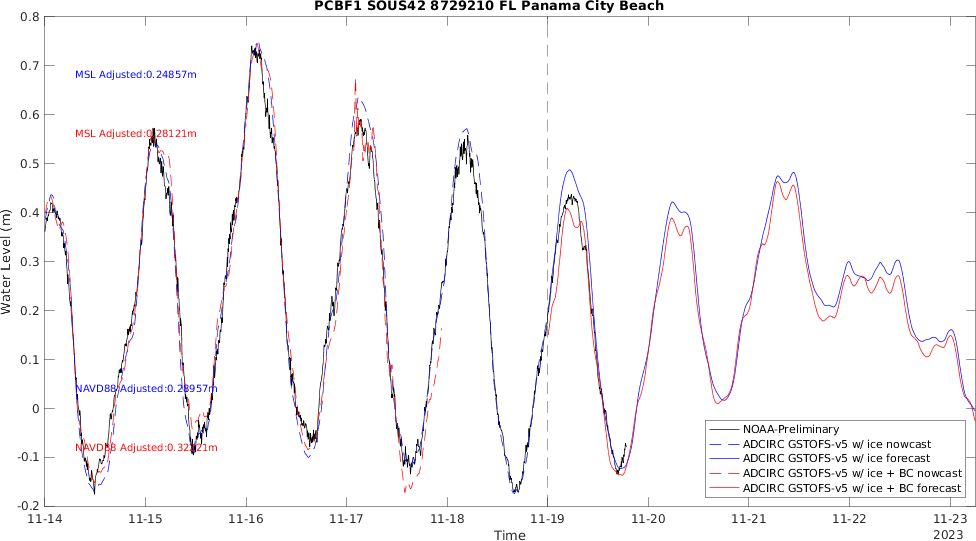 PCBF1 SOUS42 8729210 FL Panama City Beach
0.8
0.7
0.6
0.5
0.4
0.3
0.2
0.1
0
-0.1
-0.2
Water Level (m)
MSL Adjusted:0.24857m
MSL Adjusted:0.28121m
NAVD88 Adjusted:0.28957m
NAVD88 Adjusted:0.32221m
NOAA-Preliminary
ADCIRC GSTOFS-v5 w/ ice nowcast
ADCIRC GSTOFS-v5 w/ ice forecast
ADCIRC GSTOFS-v5 w/ ice + BC nowcast
ADCIRC GSTOFS-v5 w/ ice + BC forecast
11-14 11-15 11-16 11-17 11-18 11-19 11-20 11-21 11-22 11-23
Time
2023